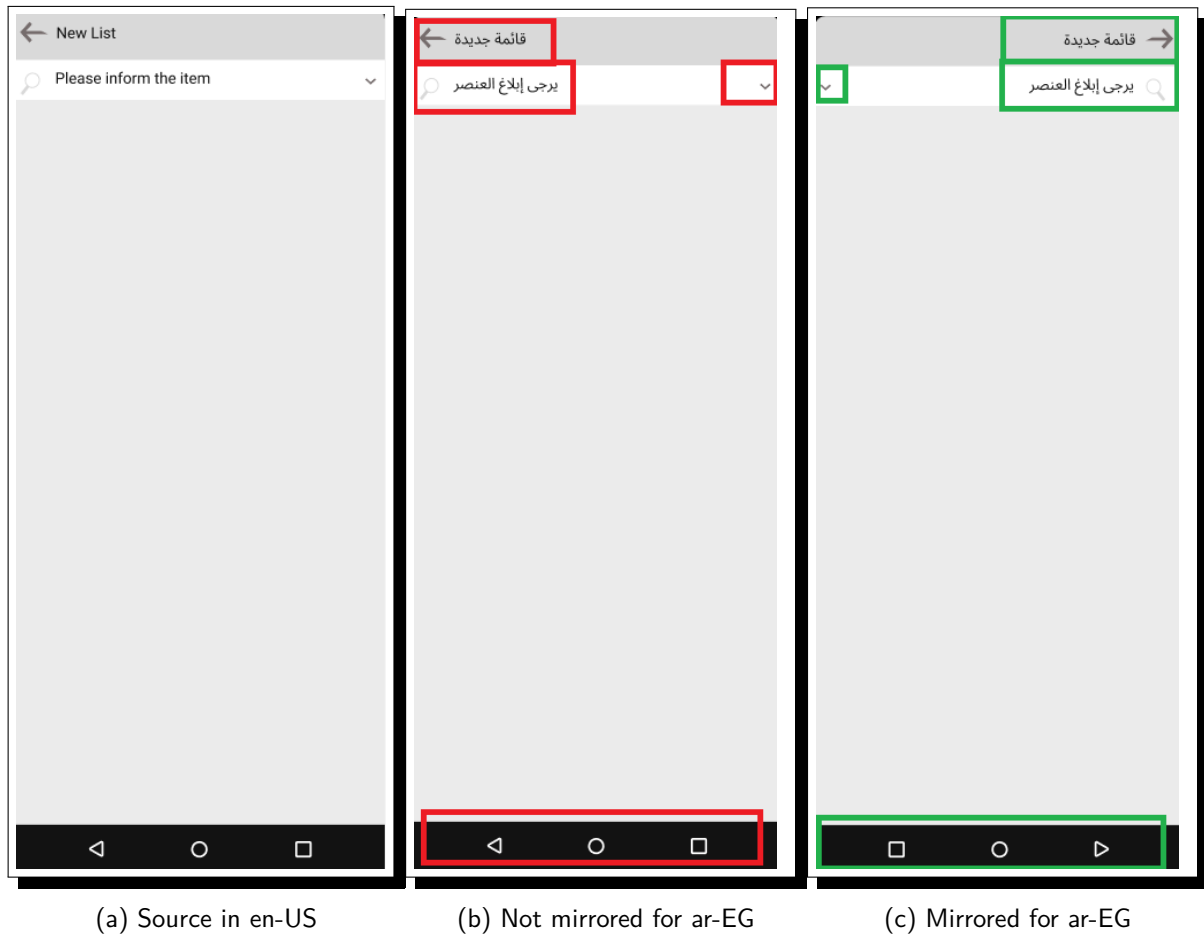 New List
Please inform the item
قائمة جديدة
يرجى إبلاغ العنصر
قائمة جديدة
يرجى إبلاغ العنصر
(a) Source in en-US
(b) Not mirrored for ar-EG
(c) Mirrored for ar-EG